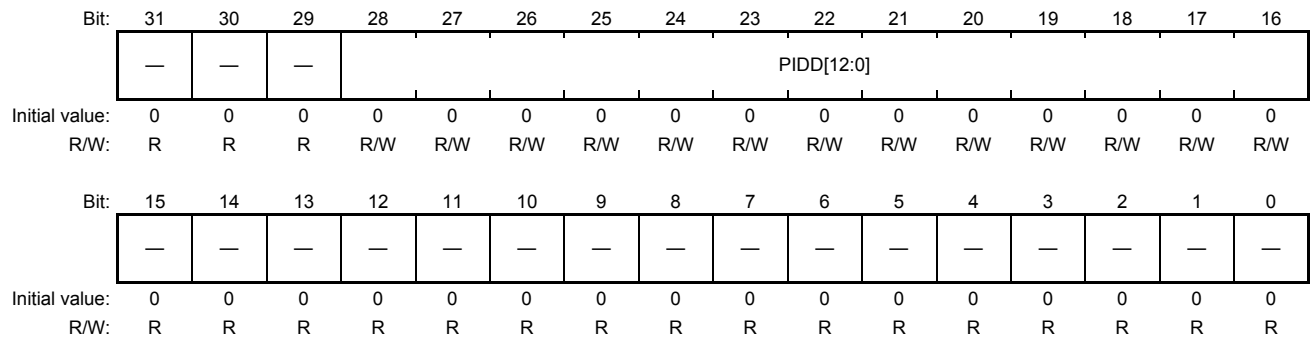 Bit: 31 30 29 28 27 26 25 24 23 22 21 20 19 18 17 16
— — — PIDD[12:0]
Initial value: 0 0 0 0 0 0 0 0 0 0 0 0 0 0 0 0
R/W: R R R R/W R/W R/W R/W R/W R/W R/W R/W R/W R/W R/W R/W R/W
Bit: 15 14 13 12 11 10 9 8 7 6 5 4 3 2 1 0
— — — — — — — — — — — — — — — —
Initial value: 0 0 0 0 0 0 0 0 0 0 0 0 0 0 0 0
R/W: R R R R R R R R R R R R R R R R